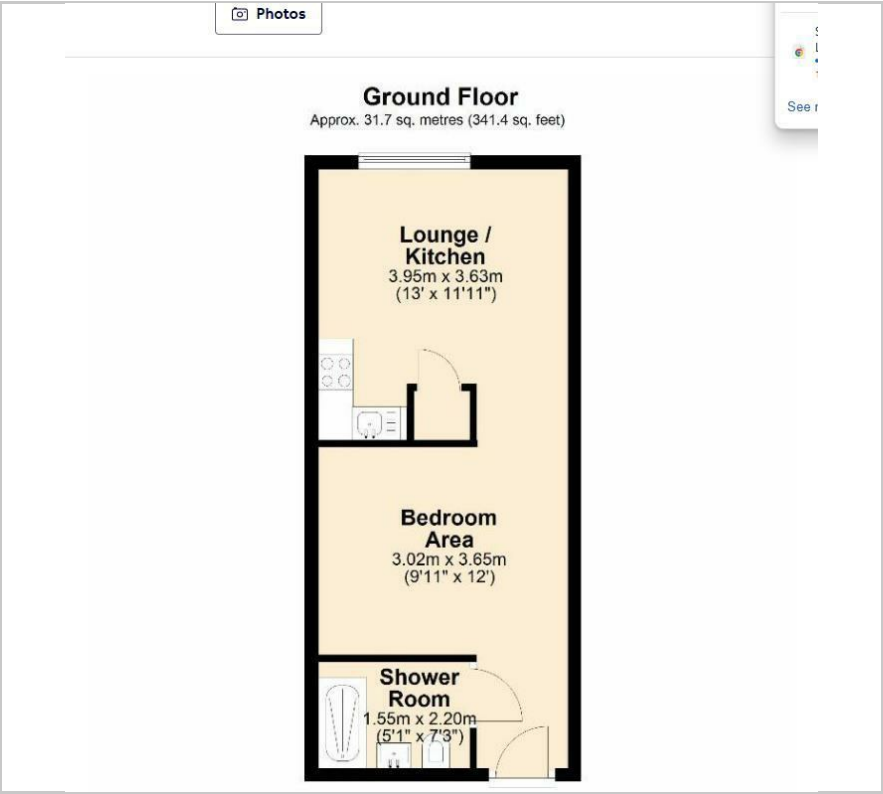 Photos
See
Ground Floor
Approx. 31.7 sq. metres (341.4 sq. feet)
Lounge /
Kitchen
3.95m x 3.63m
(13' x 11'11")
Bedroom
Area
3.02m x 3.65m
(9'11" x 12')
Shower
Room
1.55m x 2.20m
(5'1" x 7'3")